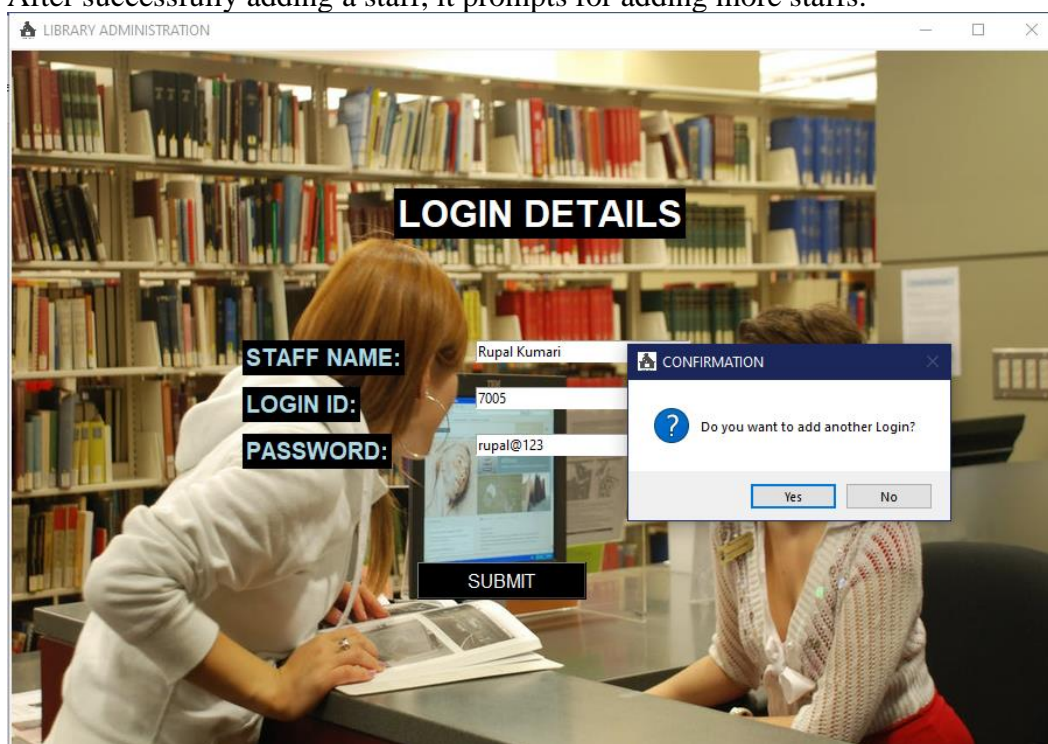 After successfully adding a staff, it prompts for adding more staffs.
LIBRARY ADMINISTRATION
LOGIN DETAILS
STAFF NAME: Rupal Kumari
CONFIRMATION
LOGIN ID: 7005
Do you want to add another Login?
PASSWORD: rupal@123
Yes No
SUBMIT